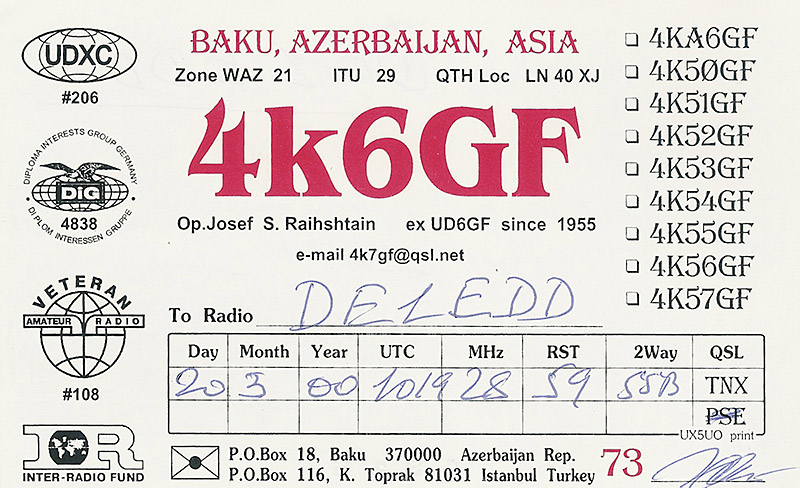 UDXC
#206
BAKU, AZERBAIJAN, ASIA
Zone WAZ 21 ITU 29 QTH Loc LN 40 XJ
4k6GF
DIPLOMA INTERESTS GROUP GERMANY
DIG
DIPLOM INTERESSEN GRUPPE
4838
Op.Josef S. Raihshtain ex UD6GF since 1955
e-mail 4k7gf@qsl.net
4KA6GF
4K50GF
4K51GF
4K52GF
4K53GF
4K54GF
4K55GF
4K56GF
4K57GF
VETERAN
AMATEUR RADIO
#108
To Radio DE1EDD
Day Month Year UTC MHz RST 2Way QSL
20 3 00 1019 28 59 SSB TNX
PSE
UX5UO print
IOR
INTER-RADIO FUND
P.O.Box 18, Baku 370000 Azerbaijan Rep.
P.O.Box 116, K. Toprak 81031 Istanbul Turkey
73